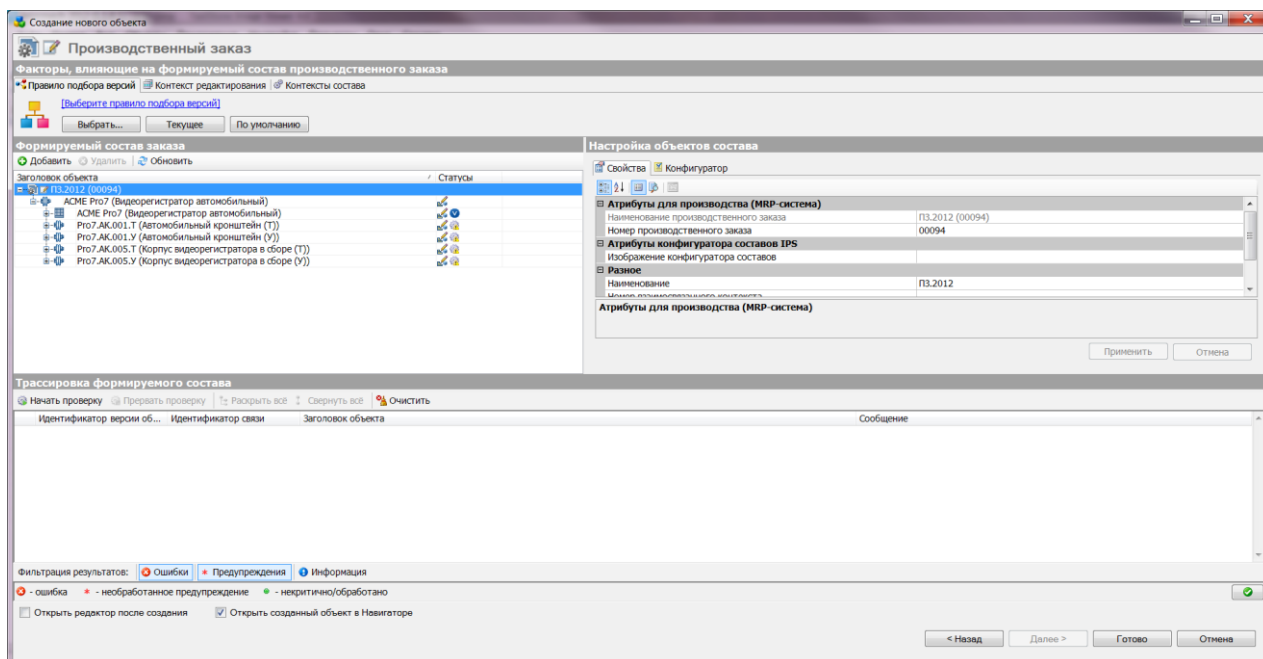 Создание нового объекта
Производственный заказ
Факторы, влияющие на формируемый состав производственного заказа
Правило подбора версий Контекст редактирования Контексты состава
[Выберите правило подбора версий]
Выбрать... Текущее По умолчанию
Формируемый состав заказа
Добавить Удалить Обновить
Заголовок объекта / Статусы
ПЗ.2012 (00094)
ACME Pro7 (Видеорегистратор автомобильный)
ACME Pro7 (Видеорегистратор автомобильный)
Pro7.АК.001.Т (Автомобильный кронштейн (Т))
Pro7.АК.001.У (Автомобильный кронштейн (У))
Pro7.АК.005.Т (Корпус видеорегистратора в сборе (Т))
Pro7.АК.005.У (Корпус видеорегистратора в сборе (У))
Настройка объектов состава
Свойства Конфигуратор
Атрибуты для производства (MRP-система)
Наименование производственного заказа ПЗ.2012 (00094)
Номер производственного заказа 00094
Атрибуты конфигуратора составов IPS
Изображение конфигуратора составов
Разное
Наименование ПЗ.2012
Номер взаимосвязанного контекста
Атрибуты для производства (MRP-система)
Применить Отмена
Трассировка формируемого состава
Начать проверку Прервать проверку Раскрыть всё Свернуть всё Очистить
Идентификатор версии об... Идентификатор связи Заголовок объекта Сообщение
Фильтрация результатов: Ошибки * Предупреждения Информация
- ошибка * - необработанное предупреждение - некритично/обработано
Открыть редактор после создания Открыть созданный объект в Навигаторе
< Назад Далее > Готово Отмена